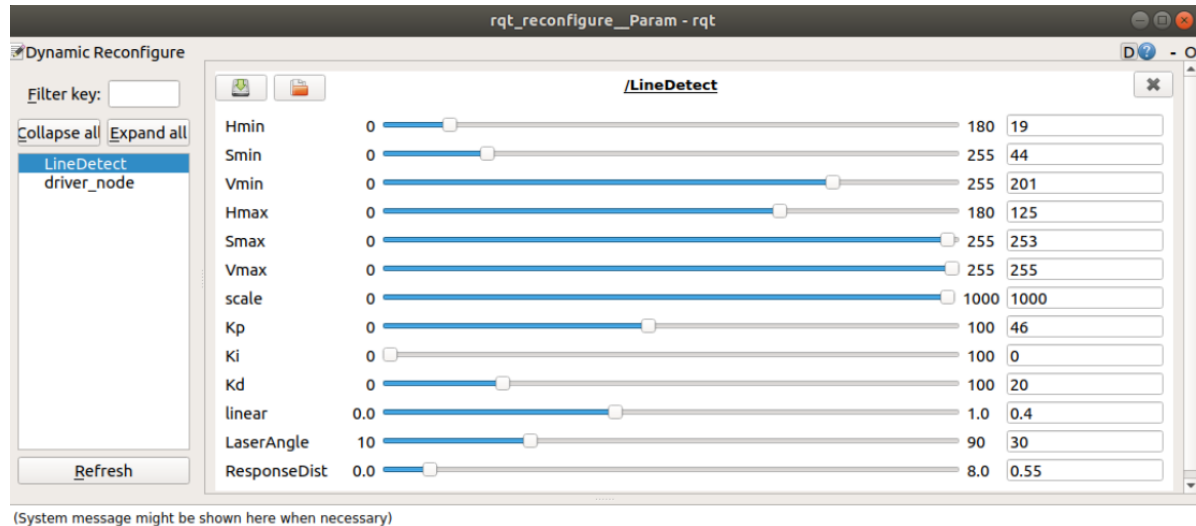 rqt_reconfigure__Param - rqt
Dynamic Reconfigure D ? - O
Filter key:
Collapse all Expand all
LineDetect
driver_node
Refresh
/LineDetect
Hmin 0 180 19
Smin 0 255 44
Vmin 0 255 201
Hmax 0 180 125
Smax 0 255 253
Vmax 0 255 255
scale 0 1000 1000
Kp 0 100 46
Ki 0 100 0
Kd 0 100 20
linear 0.0 1.0 0.4
LaserAngle 10 90 30
ResponseDist 0.0 8.0 0.55
(System message might be shown here when necessary)